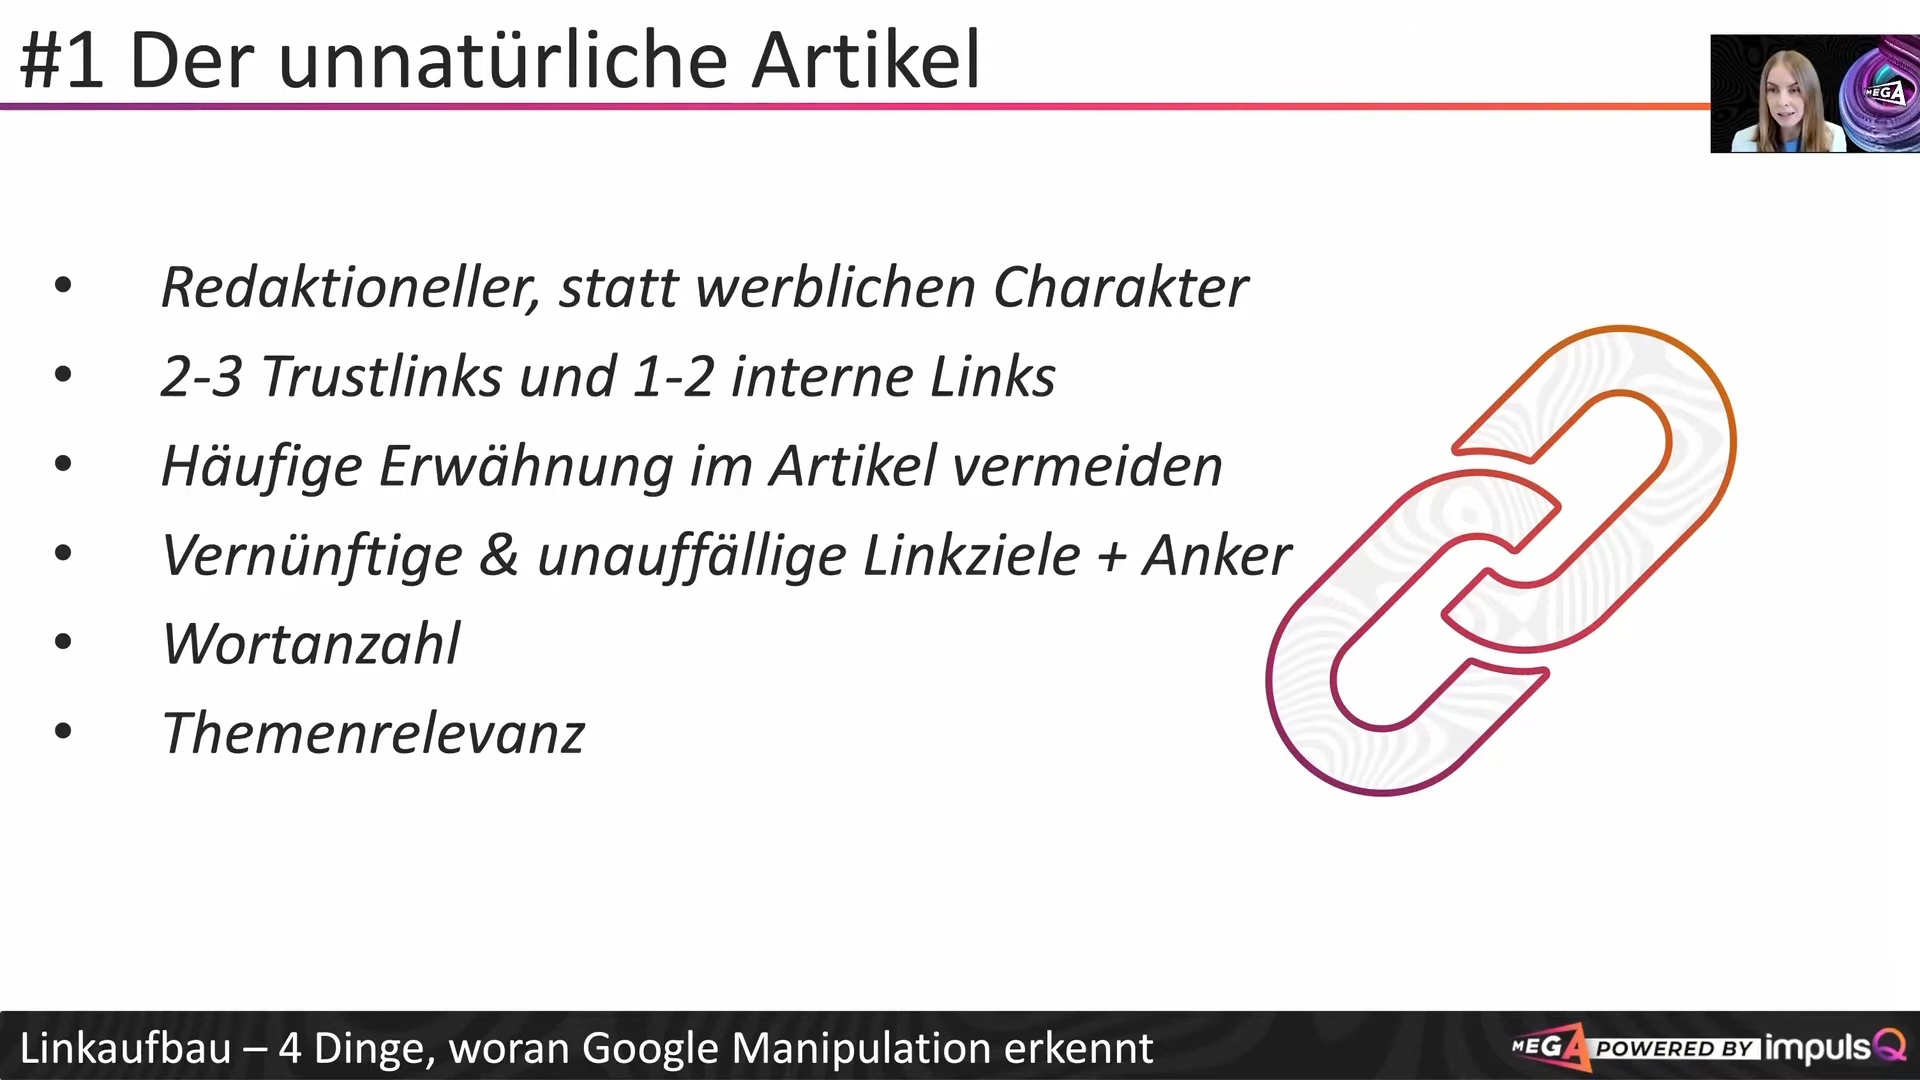 #1 Der unnatürliche Artikel
MEGA
• Redaktioneller, statt werblichen Charakter
• 2-3 Trustlinks und 1-2 interne Links
• Häufige Erwähnung im Artikel vermeiden
• Vernünftige & unauffällige Linkziele + Anker
• Wortanzahl
• Themenrelevanz
Linkaufbau – 4 Dinge, woran Google Manipulation erkennt
MEGA POWERED BY impulsQ